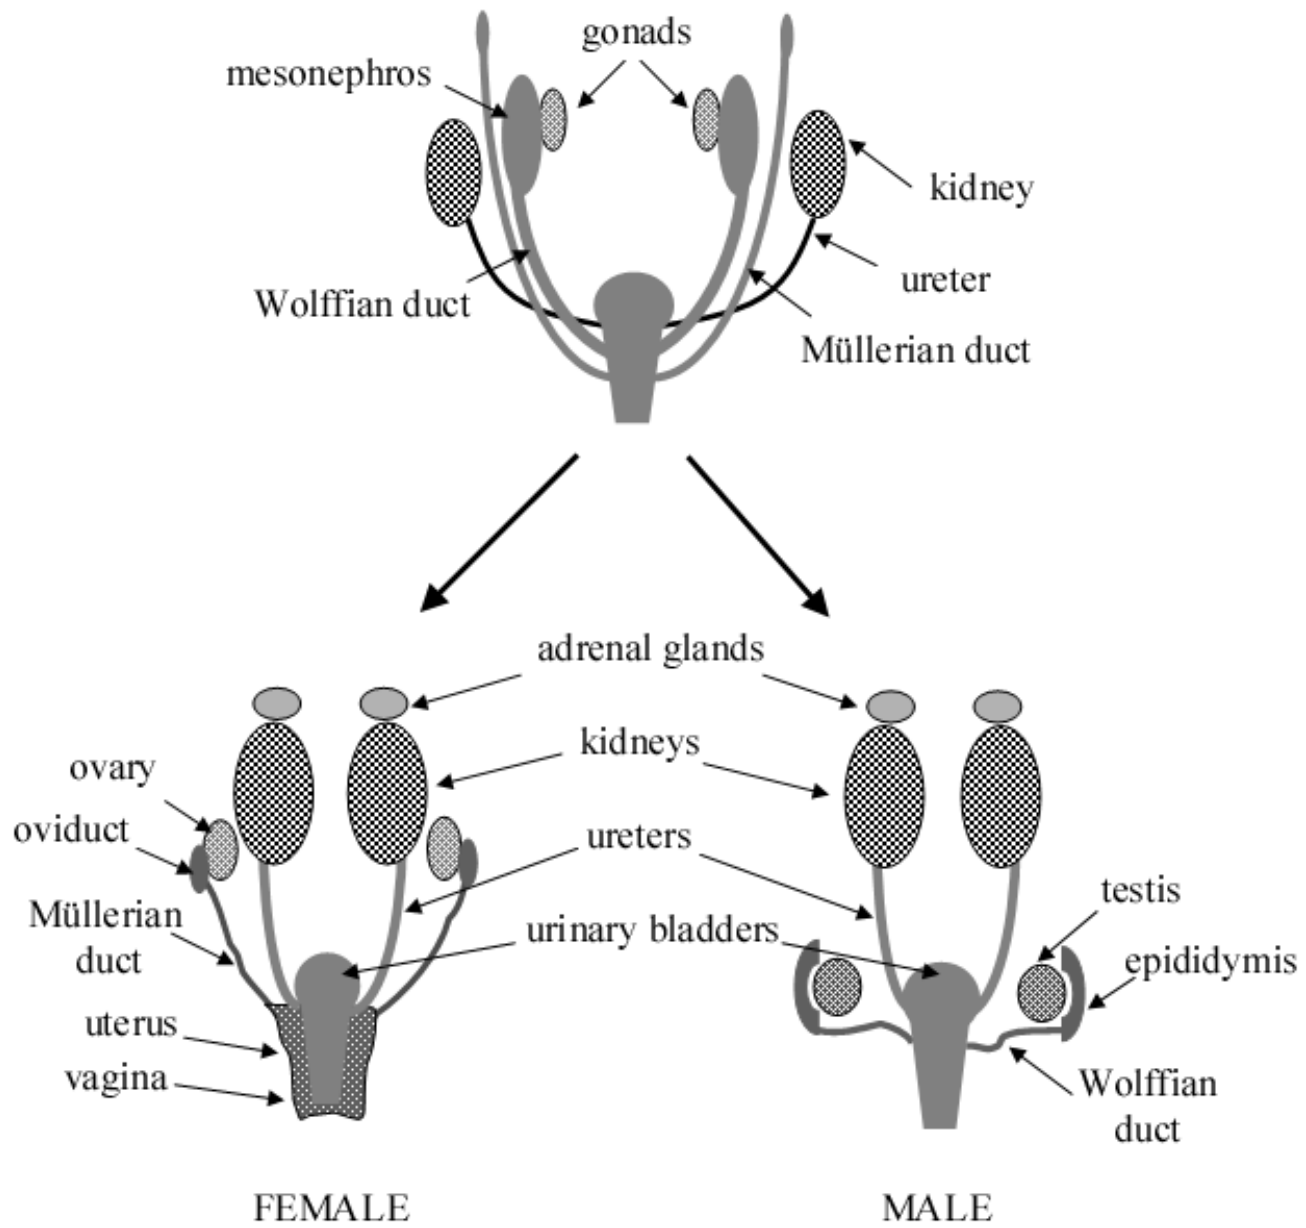 gonads
mesonephros
kidney
ureter
Wolffian duct
Müllerian duct
adrenal glands
kidneys
ovary
oviduct
ureters
testis
Müllerian
duct
urinary bladders
epididymis
uterus
vagina
Wolffian
duct
FEMALE
MALE